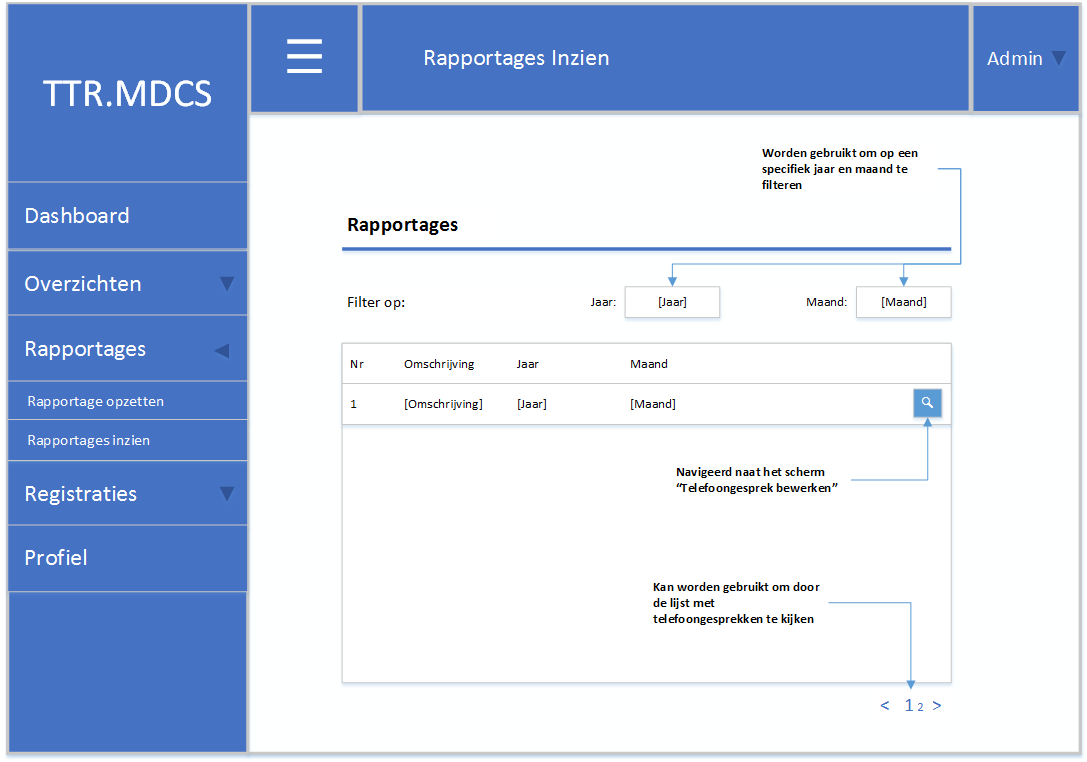 TTR.MDCS
Rapportages Inzien
Admin
Dashboard
Overzichten
Rapportages
Rapportage opzetten
Rapportages inzien
Registraties
Profiel
Worden gebruikt om op een
specifiek jaar en maand te
filteren
Rapportages
Filter op: Jaar: [Jaar] Maand: [Maand]
Nr Omschrijving Jaar Maand
1 [Omschrijving] [Jaar] [Maand]
Navigeerd naat het scherm
“Telefoongesprek bewerken”
Kan worden gebruikt om door
de lijst met
telefoongesprekken te kijken
< 1 2 >